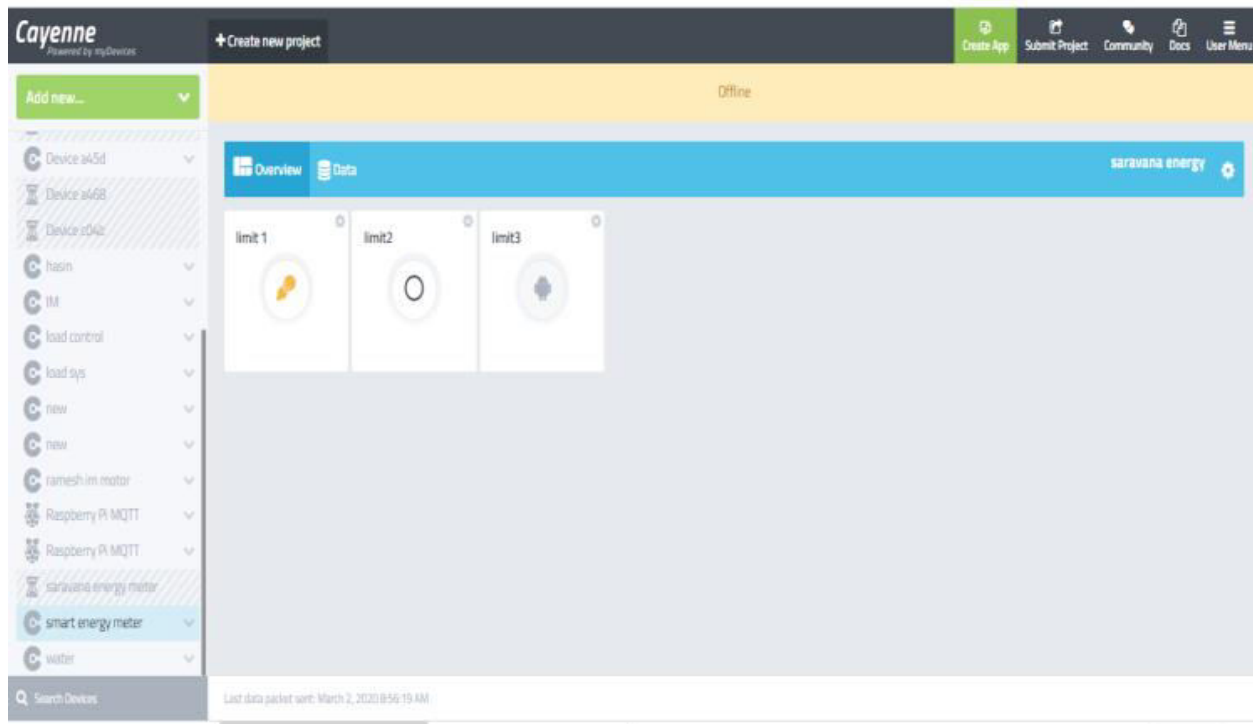 Cayenne
Powered by myDevices
+ Create new project
Create App
Submit Project
Community
Docs
User Menu
Add new...
Offline
Device a45d
Device a468
Overview
Data
saravana energy
limit 1
limit2
limit3
hasin
IM
load control
load sys
new
new
ramesh im motor
Raspberry Pi MQTT
Raspberry Pi MQTT
saravana energy meter
smart energy meter
water
Search Devices
Last data packet sent: March 2, 2020 8:56:19 AM